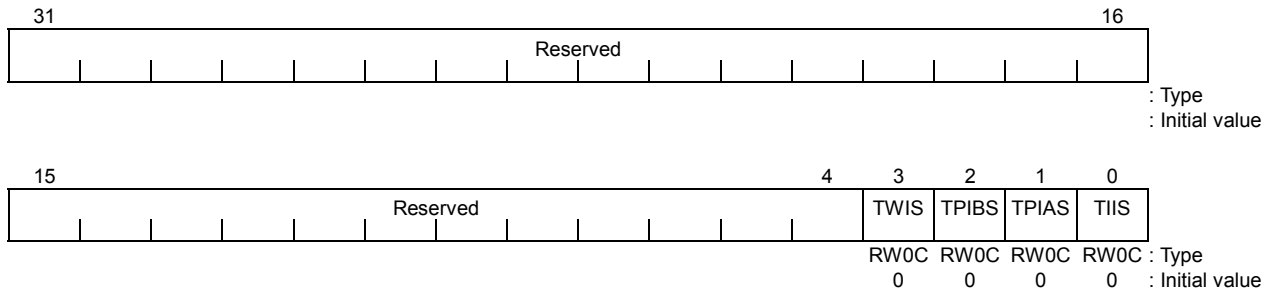 31 16
Reserved
: Type
: Initial value
15 4 3 2 1 0
Reserved TWIS TPIBS TPIAS TIIS
RW0C RW0C RW0C RW0C : Type
0 0 0 0 : Initial value